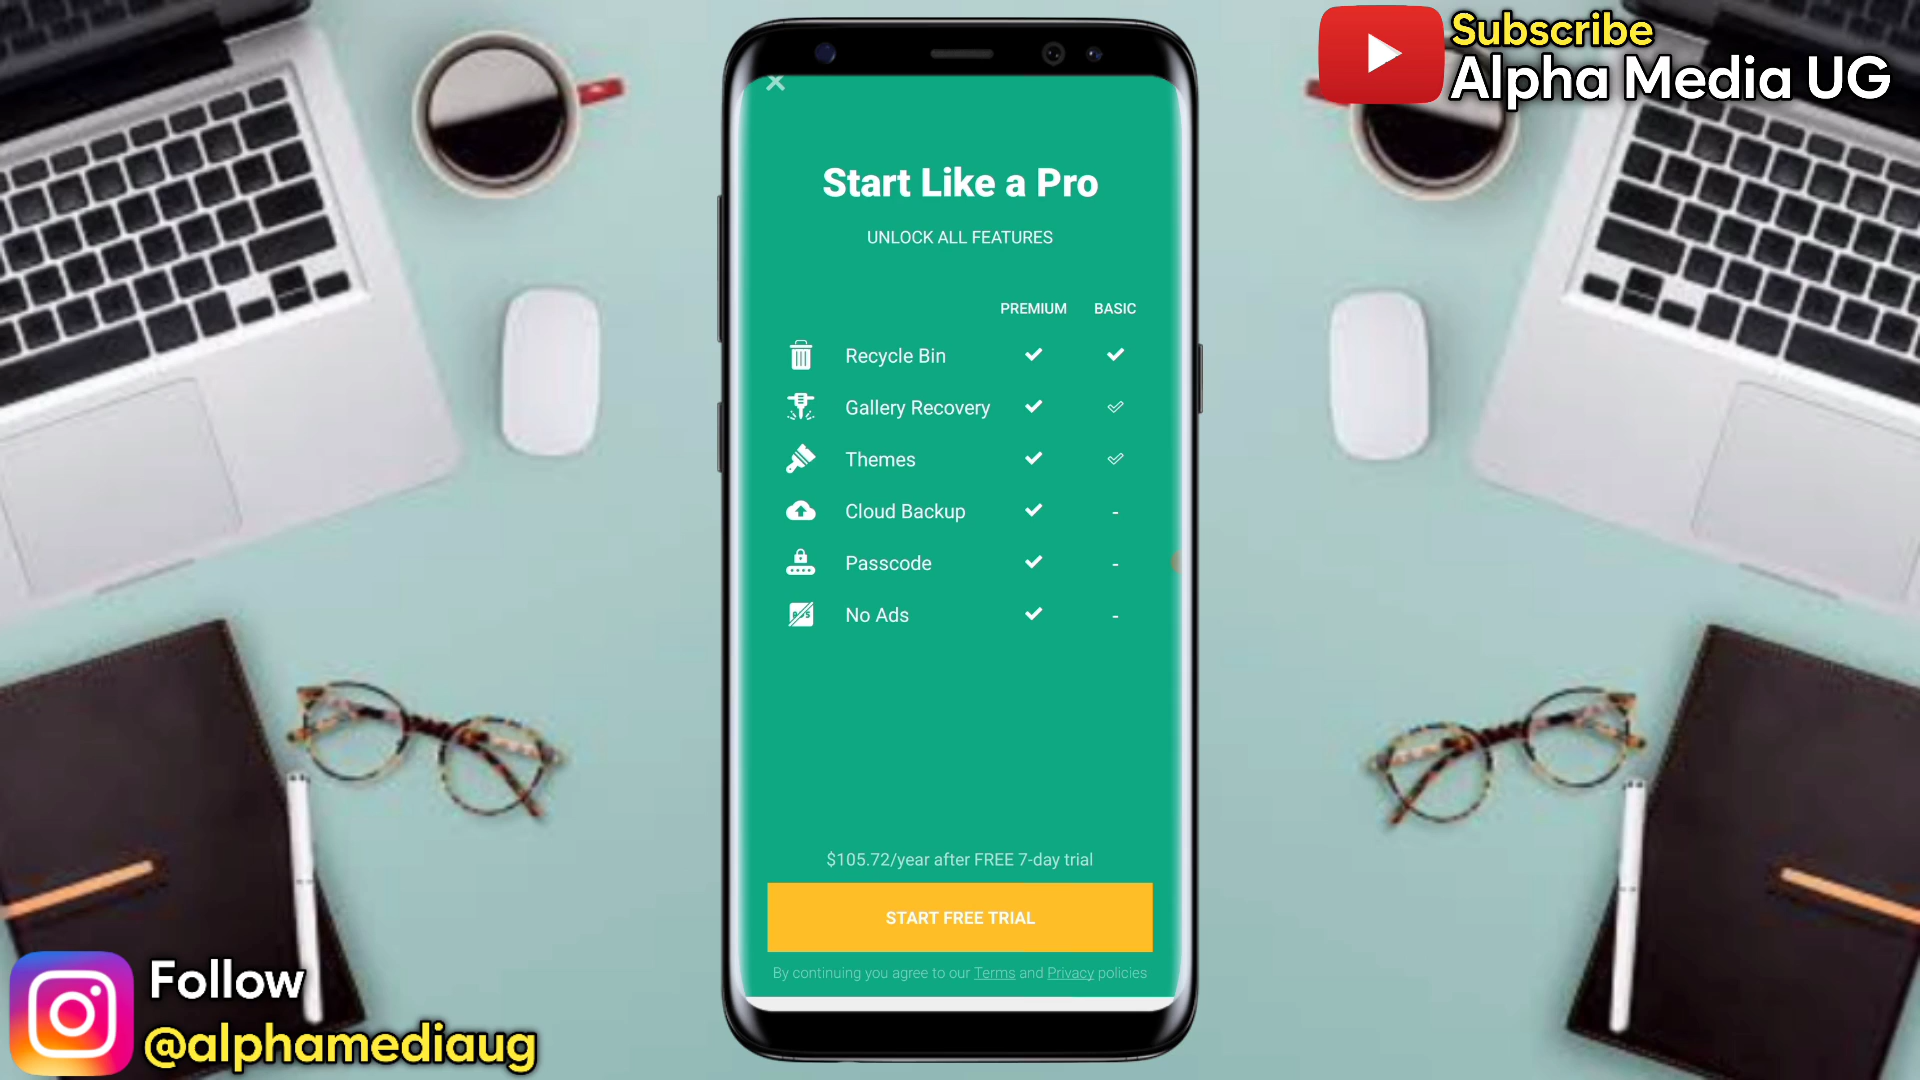 Subscribe
Alpha Media UG
Start Like a Pro
UNLOCK ALL FEATURES
PREMIUM BASIC
Recycle Bin
Gallery Recovery
Themes
Cloud Backup -
Passcode -
No Ads -
$105.72/year after FREE 7-day trial
START FREE TRIAL
By continuing you agree to our Terms and Privacy policies
Follow
@alphamediaug